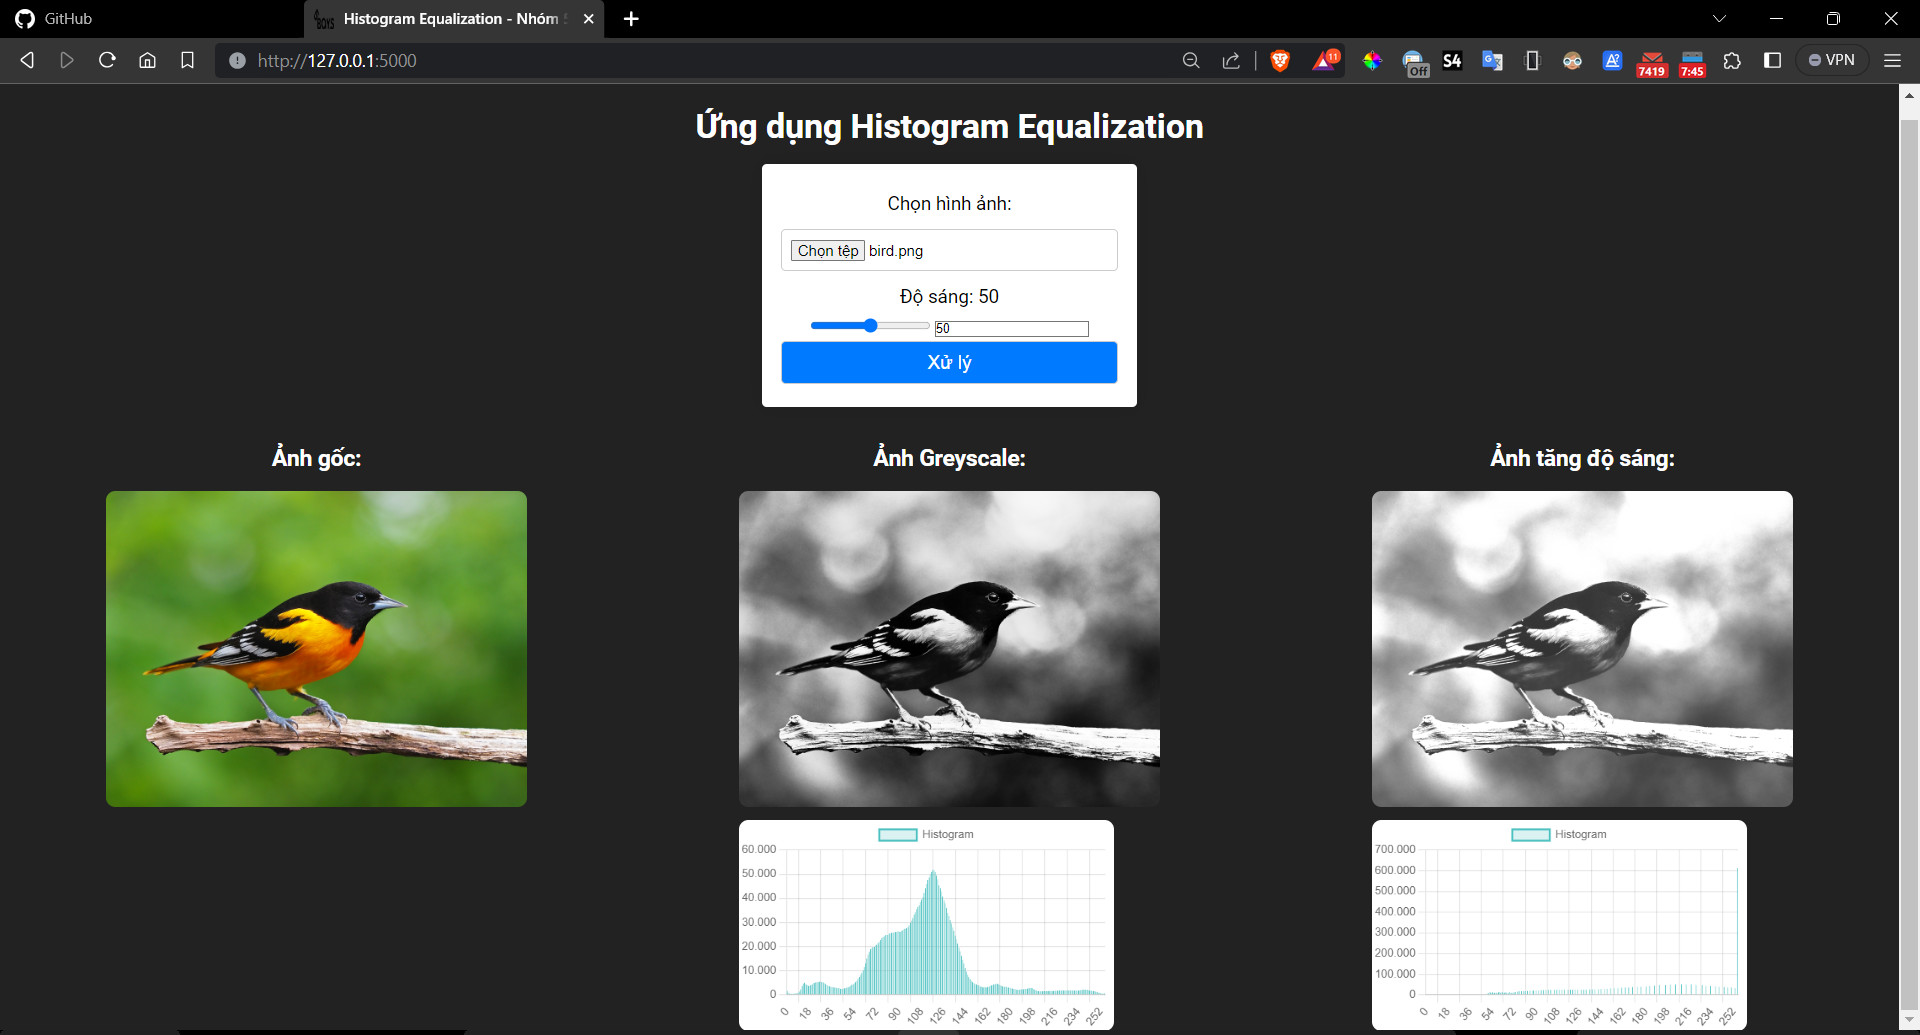 GitHub
BOYS
Histogram Equalization - Nhóm
http://127.0.0.1:5000
11
Off
S4
7419
7:45
VPN
Ứng dụng Histogram Equalization
Chọn hình ảnh:
Chọn tệp bird.png
Độ sáng: 50
50
Xử lý
Ảnh gốc:
Ảnh Greyscale:
Ảnh tăng độ sáng:
Histogram
60.000
50.000
40.000
30.000
20.000
10.000
0
0 18 36 54 72 90 108 126 144 162 180 198 216 234 252
Histogram
700.000
600.000
500.000
400.000
300.000
200.000
100.000
0
0 18 36 54 72 90 108 126 144 162 180 198 216 234 252